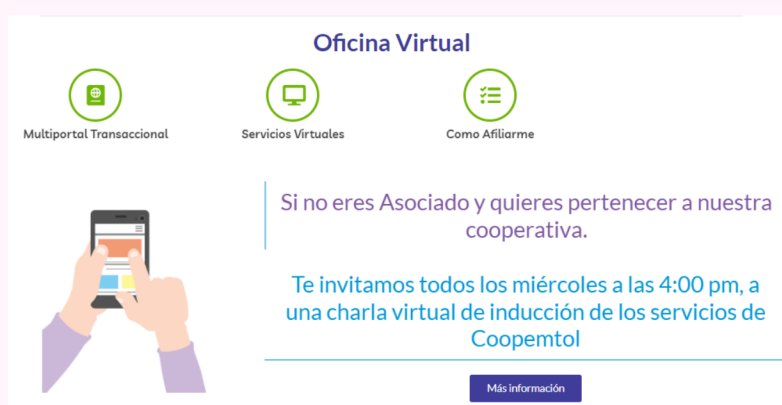 Oficina Virtual
Multiportal Transaccional
Servicios Virtuales
Como Afiliarme
Si no eres Asociado y quieres pertenecer a nuestra
cooperativa.
Te invitamos todos los miércoles a las 4:00 pm, a
una charla virtual de inducción de los servicios de
Coopemtol
Más información